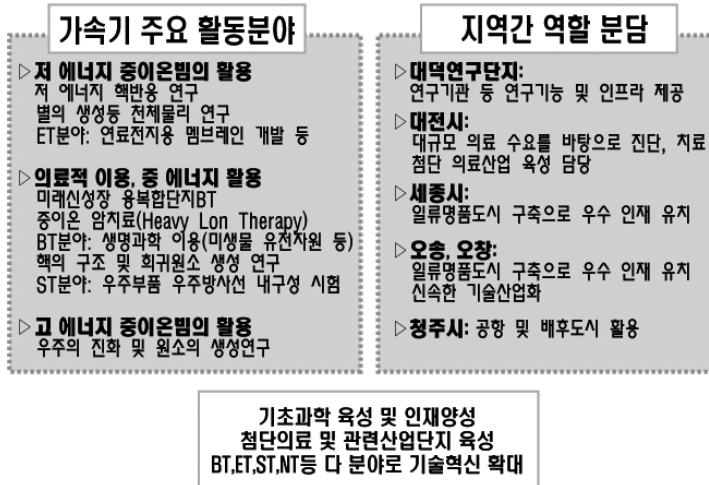 가속기 주요 활동분야
▷저 에너지 중이온빔의 활용
저 에너지 핵반응 연구
별의 생성등 천체물리 연구
ET분야: 연료전지용 멤브레인 개발 등
▷의료적 이용, 중 에너지 활용
미래신성장 융복합단지BT
중이온 암치료(Heavy Lon Therapy)
BT분야: 생명과학 이용(미생물 유전자원 등)
핵의 구조 및 회귀원소 생성 연구
ST분야: 우주부품 우주방사선 내구성 시험
▷고 에너지 중이온빔의 활용
우주의 진화 및 원소의 생성연구
지역간 역할 분담
▷대덕연구단지:
연구기관 등 연구기능 및 인프라 제공
▷대전시:
대규모 의료 수요를 바탕으로 진단, 치료
첨단 의료산업 육성 담당
▷세종시:
일류명품도시 구축으로 우수 인재 유치
▷오송, 오창:
일류명품도시 구축으로 우수 인재 유치
신속한 기술산업화
▷청주시: 공항 및 배후도시 활용
기초과학 육성 및 인재양성
첨단의료 및 관련산업단지 육성
BT,ET,ST,NT등 다 분야로 기술혁신 확대